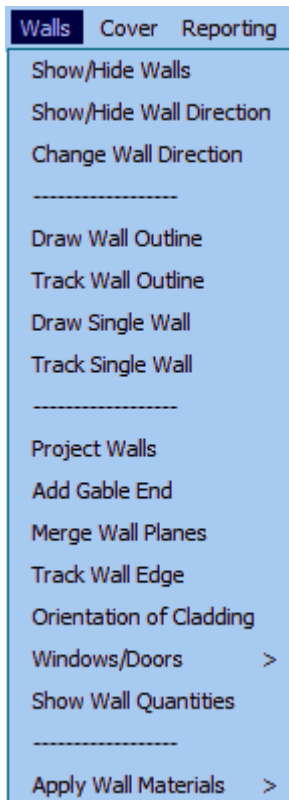 Walls Cover Reporting
Show/Hide Walls
Show/Hide Wall Direction
Change Wall Direction
------------------
Draw Wall Outline
Track Wall Outline
Draw Single Wall
Track Single Wall
------------------
Project Walls
Add Gable End
Merge Wall Planes
Track Wall Edge
Orientation of Cladding
Windows/Doors >
Show Wall Quantities
------------------
Apply Wall Materials >